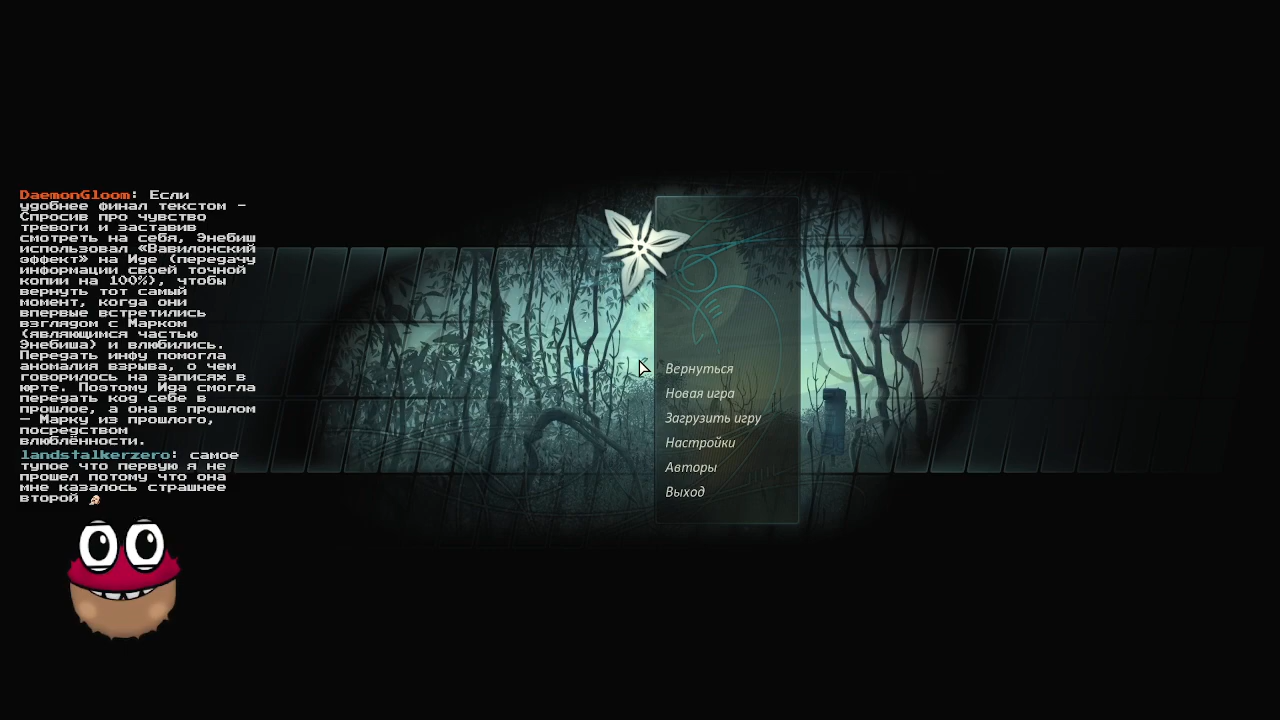 DaemonGloom: Если
удобнее финал текстом –
Спросив про чувство
тревоги и заставив
смотреть на себя, Энебиш
использовал «Вавилонский
эффект» на Иде (передачу
информации своей точной
копии на 100%), чтобы
вернуть тот самый
момент, когда они
впервые встретились
взглядом с Марком
(являющимся частью
Энебиша) и влюбились.
Передать инфу помогла
аномалия взрыва, о чем
говорилось на записях в
юрте. Поэтому Ида смогла
передать код себе в
прошлое, а она в прошлом
– Марку из прошлого,
посредством
влюблённости.
landstalkerzero: самое
тупое что первую я не
прошел потому что она
мне казалось страшнее
второй
Вернуться
Новая игра
Загрузить игру
Настройки
Авторы
Выход